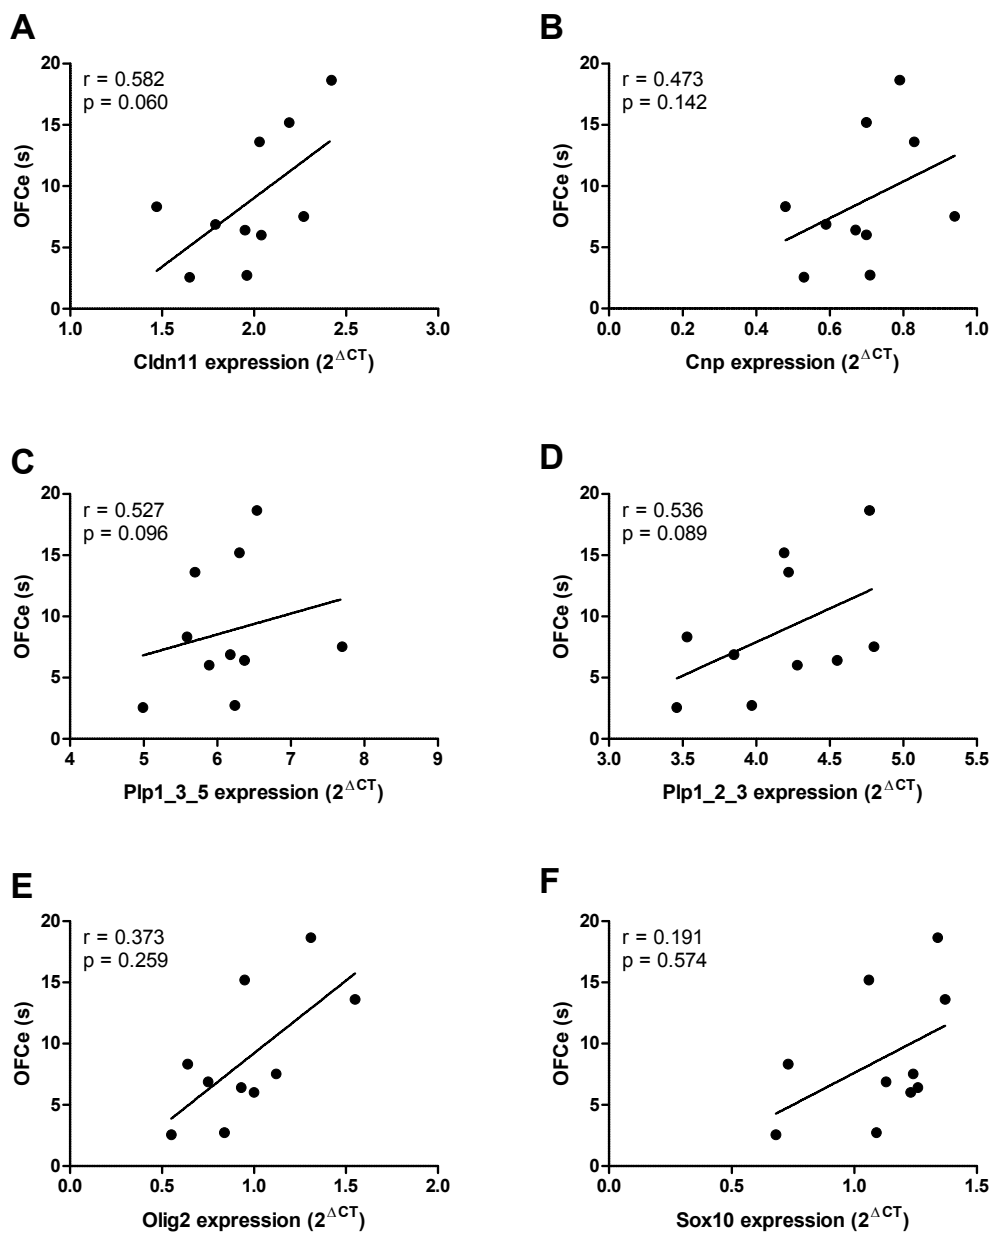 A
r = 0.582
p = 0.060
OFCe (s)
20
15
10
5
0
1.0 1.5 2.0 2.5 3.0
Cldn11 expression (2^ΔCT)
B
r = 0.473
p = 0.142
OFCe (s)
20
15
10
5
0
0.0 0.2 0.4 0.6 0.8 1.0
Cnp expression (2^ΔCT)
C
r = 0.527
p = 0.096
OFCe (s)
20
15
10
5
0
4 5 6 7 8 9
Plp1_3_5 expression (2^ΔCT)
D
r = 0.536
p = 0.089
OFCe (s)
20
15
10
5
0
3.0 3.5 4.0 4.5 5.0 5.5
Plp1_2_3 expression (2^ΔCT)
E
r = 0.373
p = 0.259
OFCe (s)
20
15
10
5
0
0.0 0.5 1.0 1.5 2.0
Olig2 expression (2^ΔCT)
F
r = 0.191
p = 0.574
OFCe (s)
20
15
10
5
0
0.0 0.5 1.0 1.5
Sox10 expression (2^ΔCT)